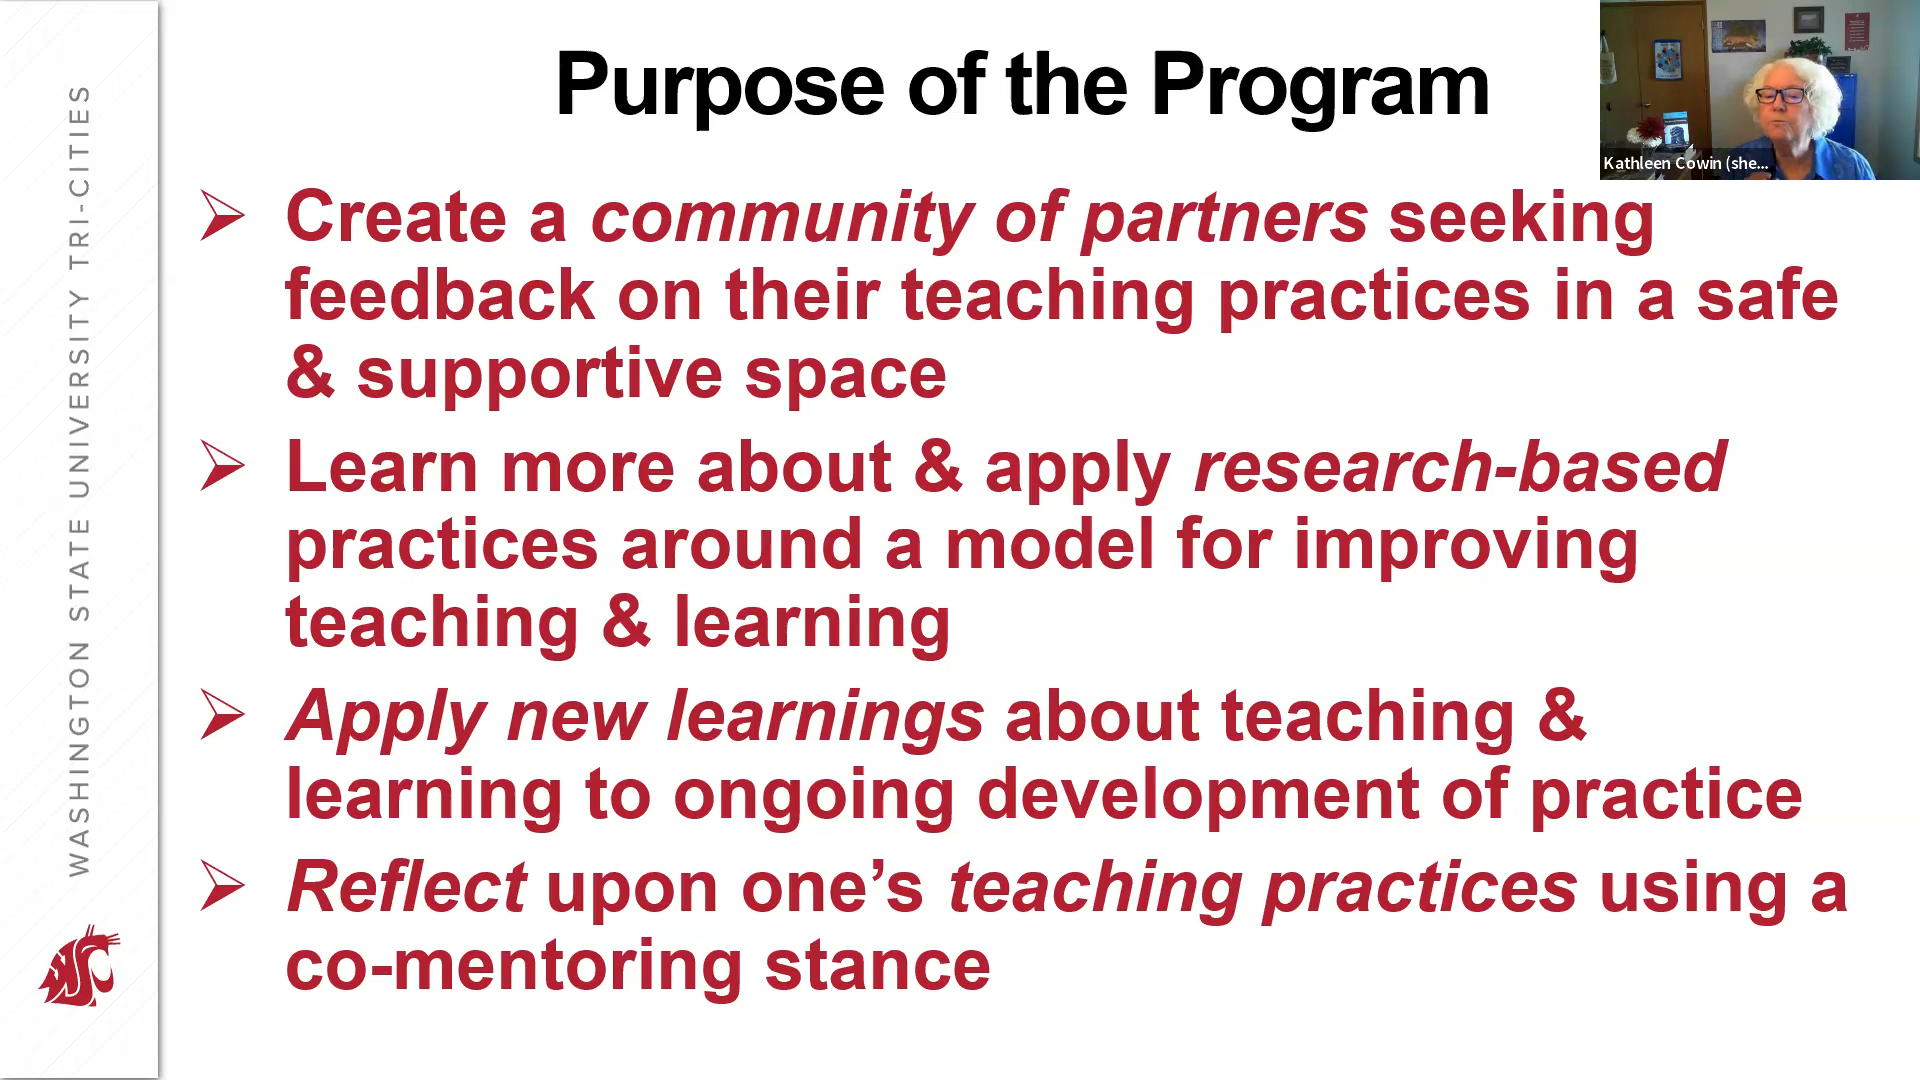 Purpose of the Program
Kathleen Cowin (she...
Create a community of partners seeking
feedback on their teaching practices in a safe
& supportive space
Learn more about & apply research-based
practices around a model for improving
teaching & learning
Apply new learnings about teaching &
learning to ongoing development of practice
Reflect upon one’s teaching practices using a
co-mentoring stance
WASHINGTON STATE UNIVERSITY TRI-CITIES